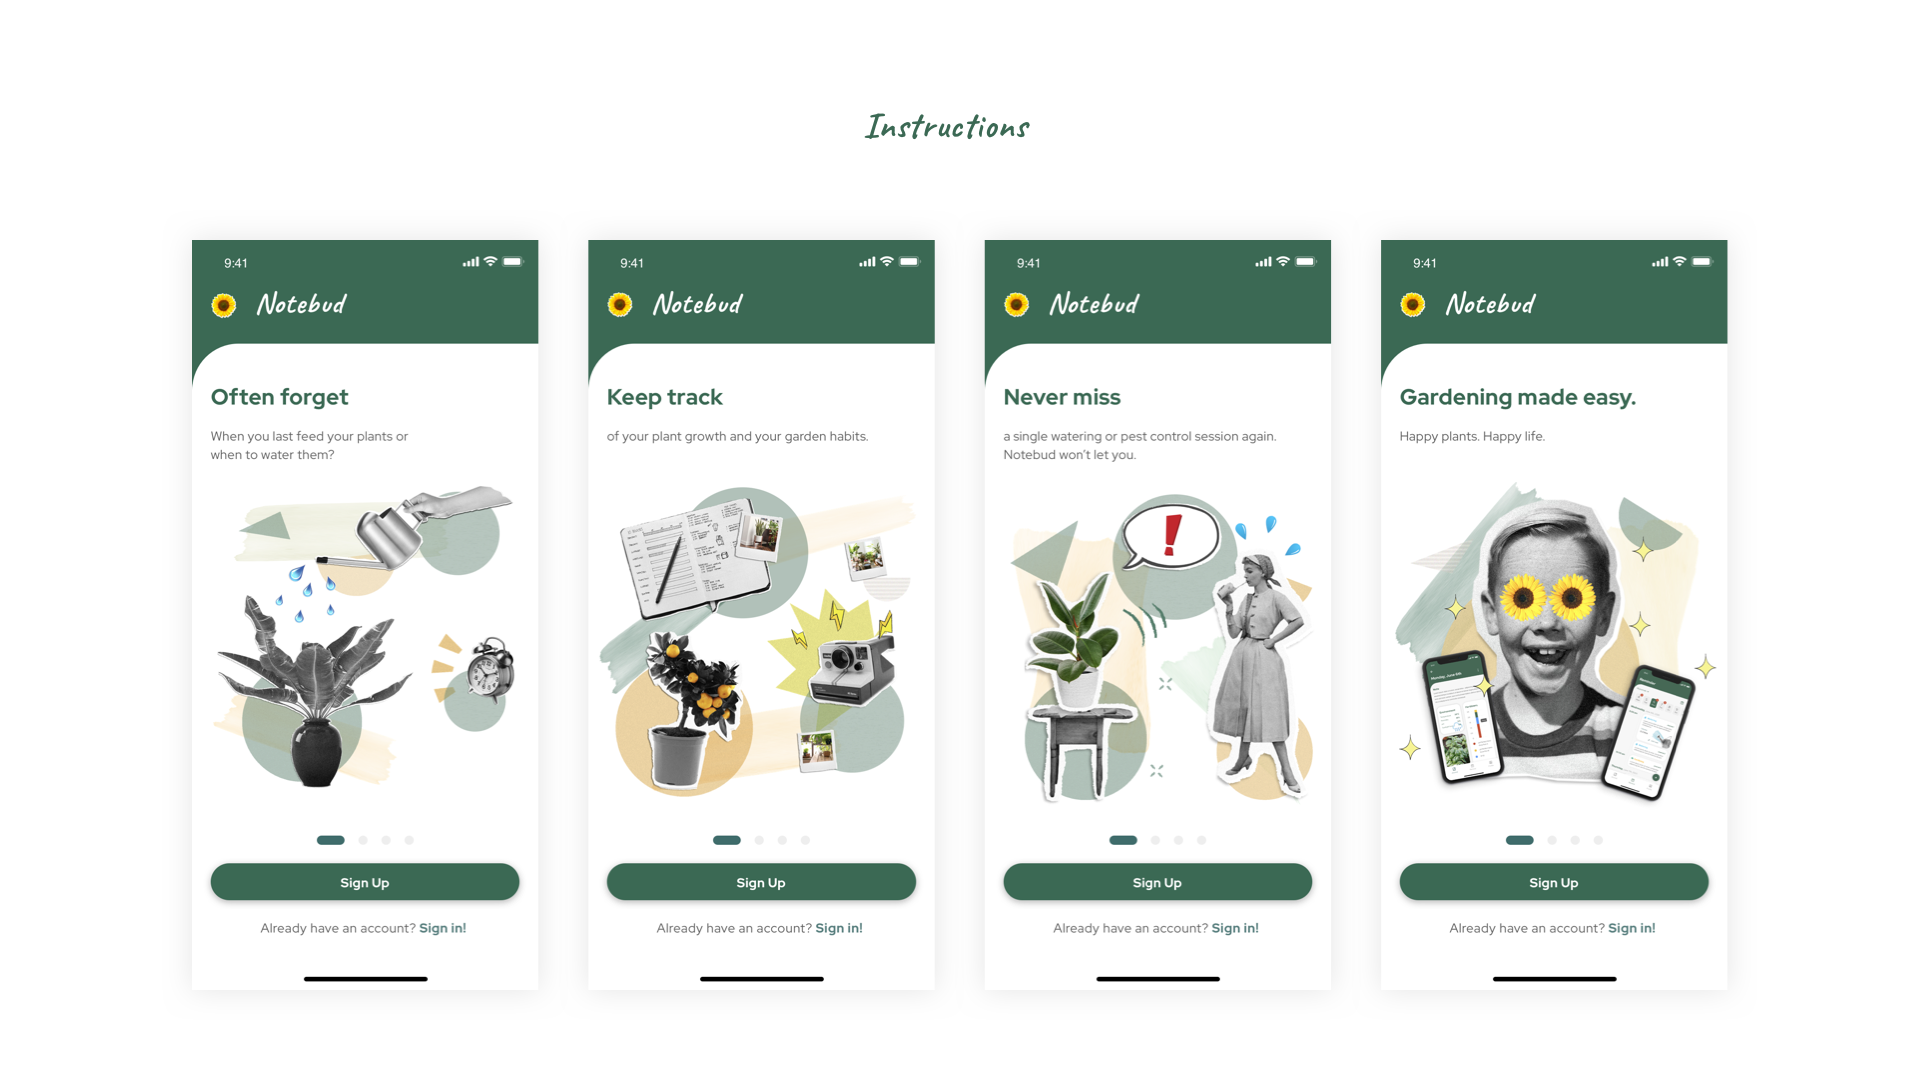 Instructions
9:41
Notebud
Often forget
When you last feed your plants or
when to water them?
Sign Up
Already have an account? Sign in!
9:41
Notebud
Keep track
of your plant growth and your garden habits.
Sign Up
Already have an account? Sign in!
9:41
Notebud
Never miss
a single watering or pest control session again.
Notebud won't let you.
!
Sign Up
Already have an account? Sign in!
9:41
Notebud
Gardening made easy.
Happy plants. Happy life.
Sign Up
Already have an account? Sign in!